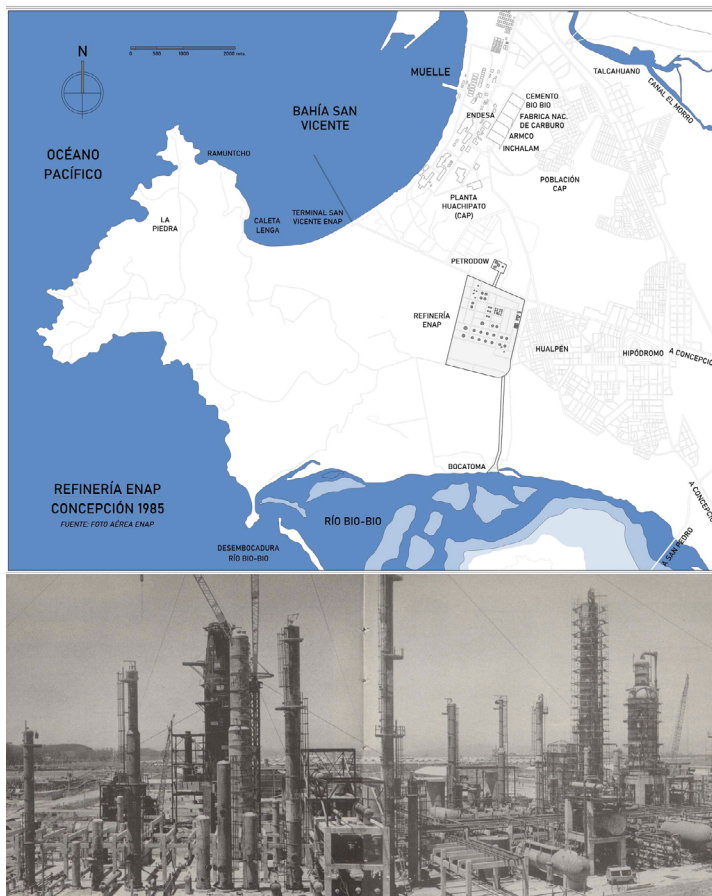 N
0 500 1000 2000 mts.
MUELLE
TALCAHUANO
CANAL EL MORRO
BAHÍA SAN
VICENTE
ENDESA
CEMENTO
BIO BIO
FABRICA NAC.
DE CARBURO
ARMCO
INCHALAM
OCÉANO
PACÍFICO
RAMUNTCHO
POBLACIÓN
CAP
LA
PIEDRA
CALETA
LENGA
TERMINAL SAN
VICENTE ENAP
PLANTA
HUACHIPATO
(CAP)
PETRODOW
REFINERÍA
ENAP
HUALPÉN
HIPÓDROMO
A CONCEPCIÓ
BOCATOMA
REFINERÍA ENAP
CONCEPCIÓN 1985
FUENTE: FOTO AÉREA ENAP
RÍO BIO-BIO
A CONCEPCIÓ
A SAN PEDRO
DESEMBOCADURA
RÍO BIO-BIO